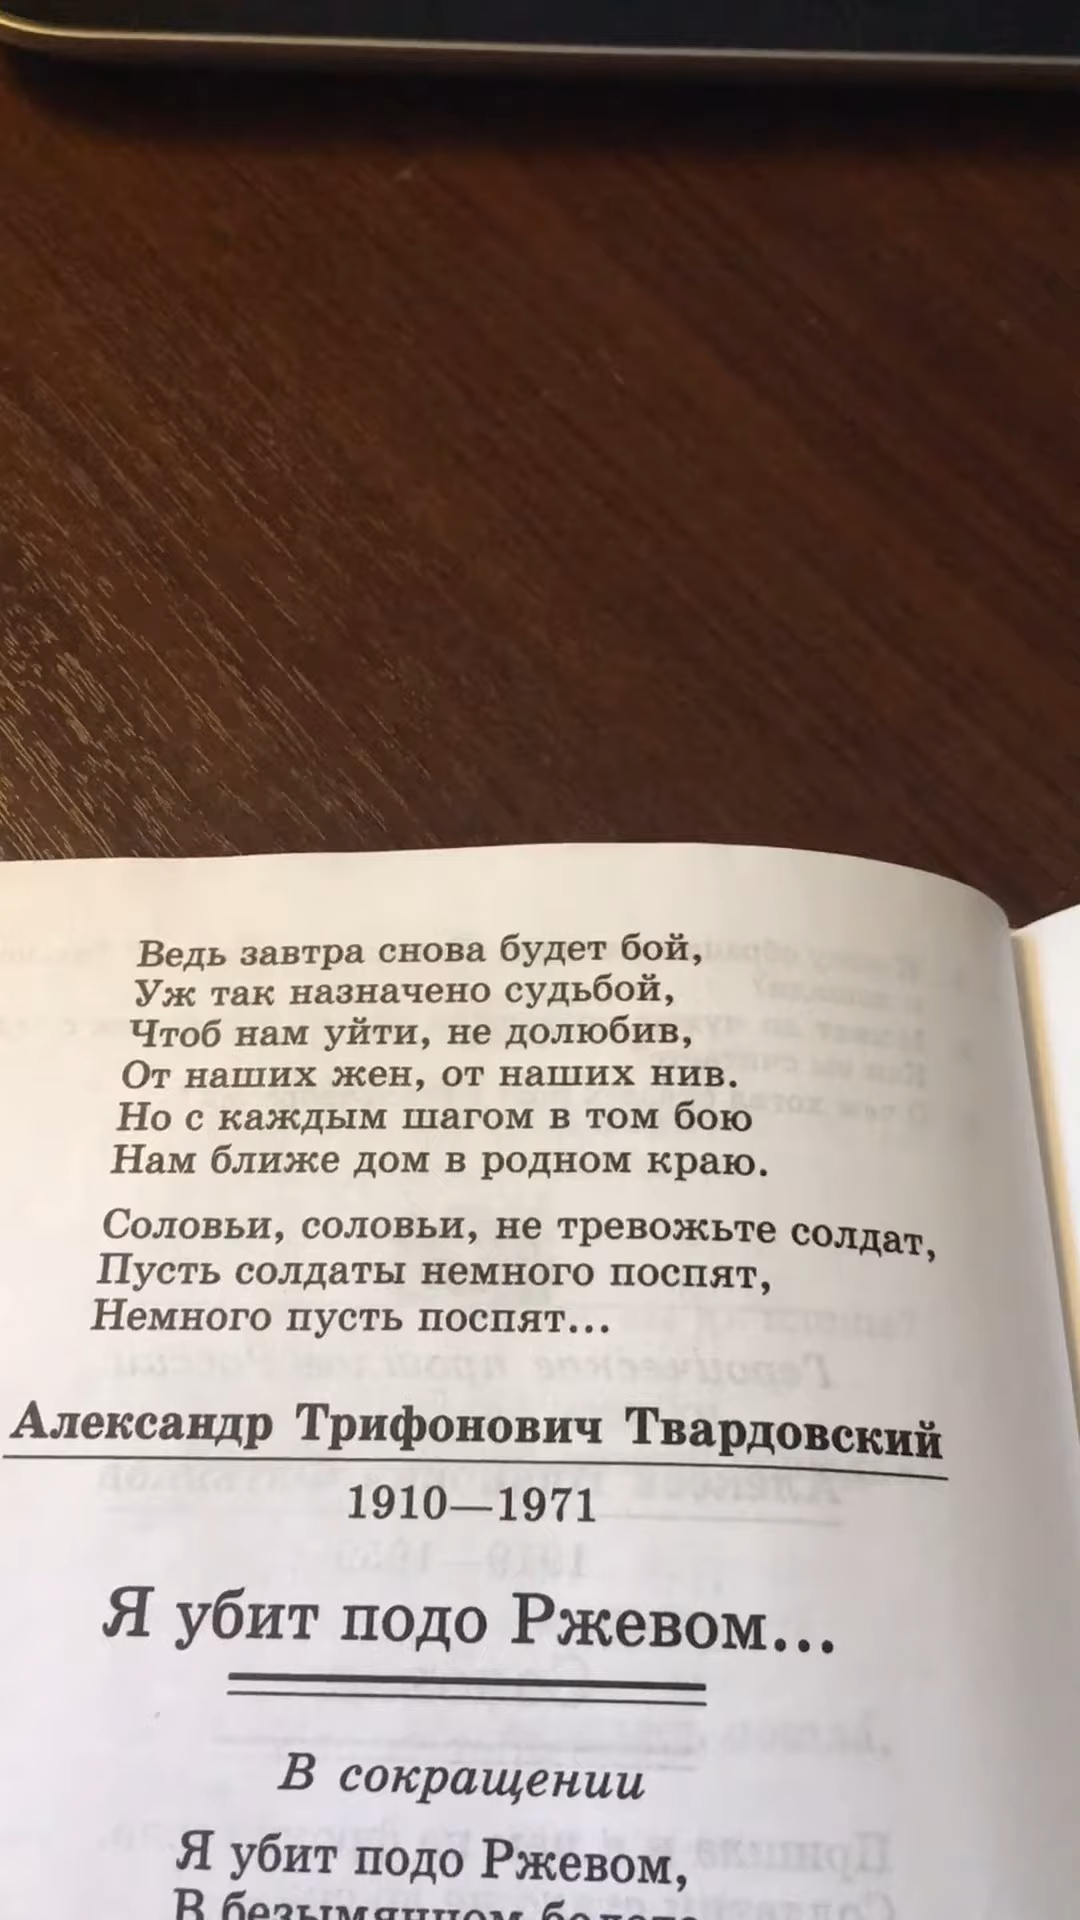 Ведь завтра снова будет бой,
Уж так назначено судьбой,
Чтоб нам уйти, не долюбив,
От наших жен, от наших нив.
Но с каждым шагом в том бою
Нам ближе дом в родном краю.
Соловьи, соловьи, не тревожьте солдат,
Пусть солдаты немного поспят,
Немного пусть поспят...
Александр Трифонович Твардовский
1910—1971
Я убит подо Ржевом...
В сокращении
Я убит подо Ржевом,
В безымянном